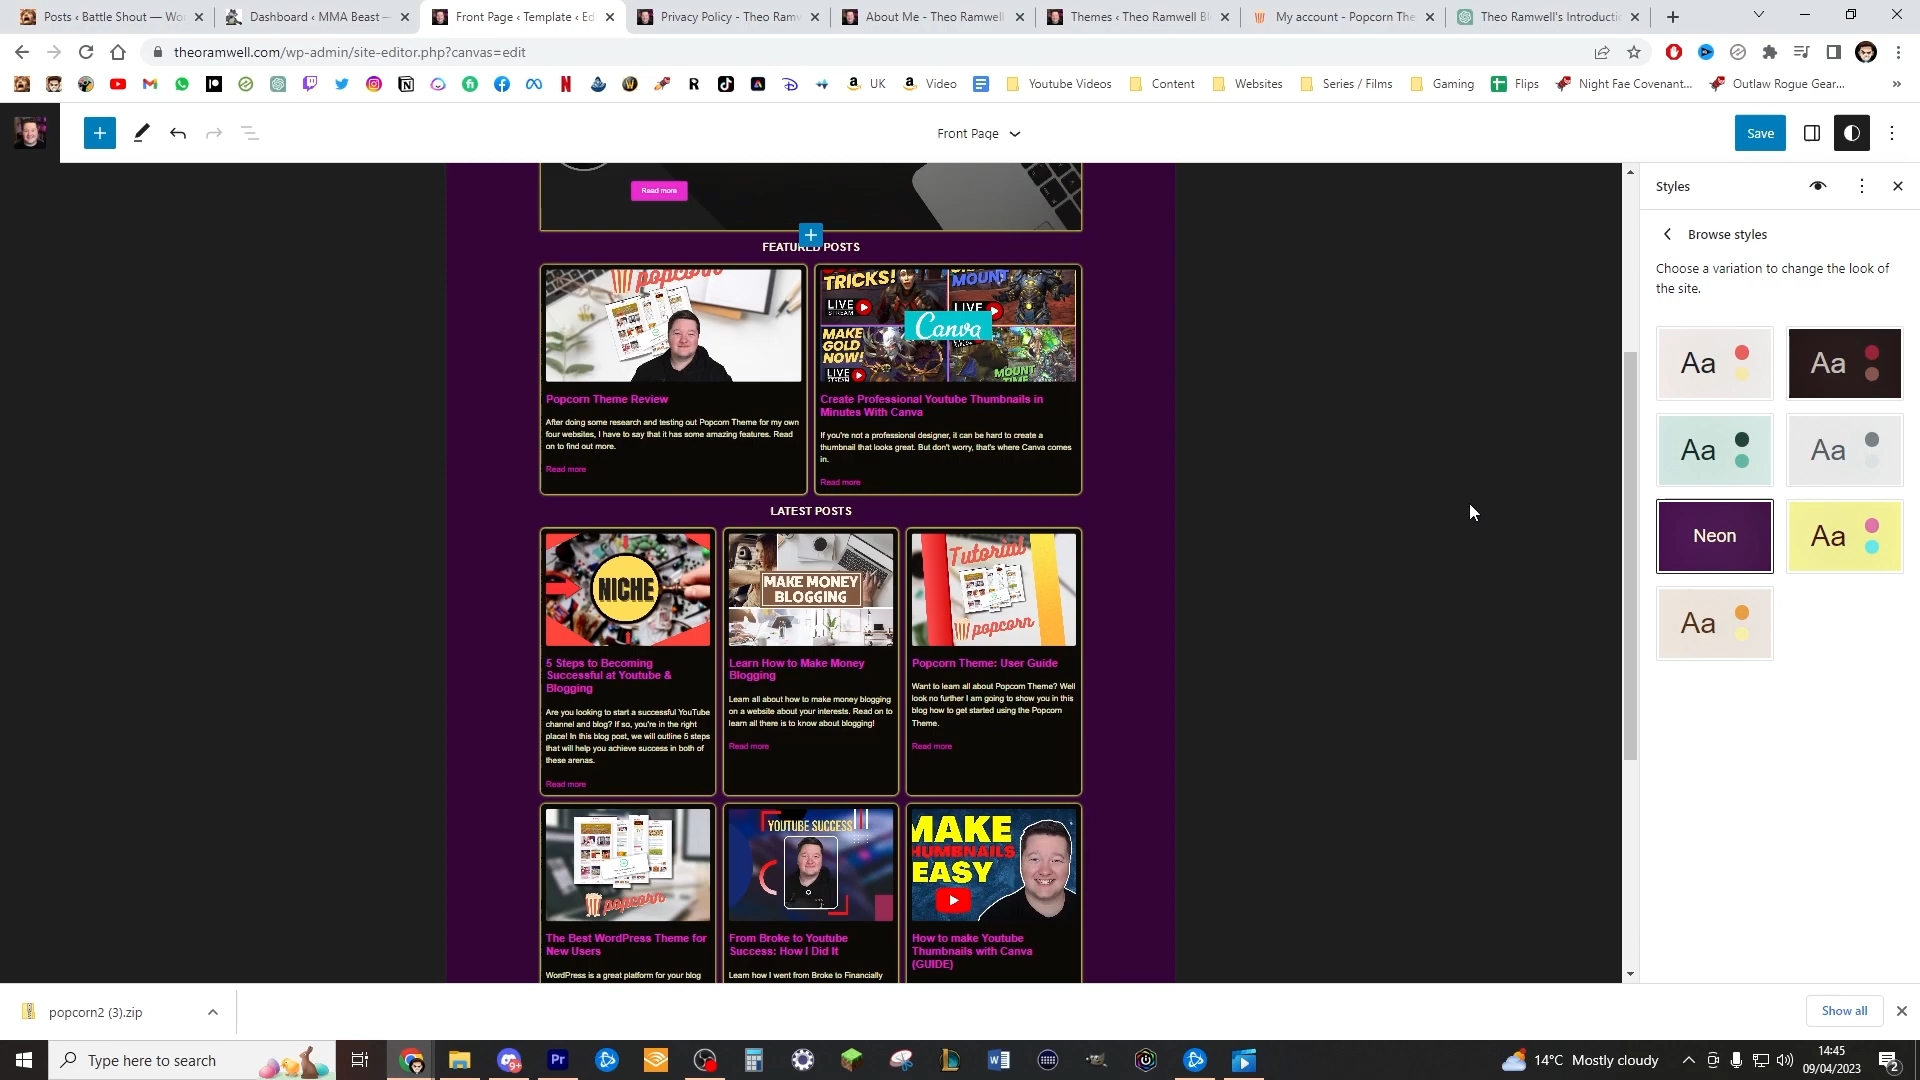 Posts ‹ Battle Shout — Wor
Dashboard ‹ MMA Beast —
Front Page ‹ Template ‹ Edi
Privacy Policy - Theo Ramw
About Me - Theo Ramwell
Themes ‹ Theo Ramwell Bl
My account - Popcorn The
Theo Ramwell's Introductio
theoramwell.com/wp-admin/site-editor.php?canvas=edit
UK
Video
Youtube Videos
Content
Websites
Series / Films
Gaming
Flips
Night Fae Covenant...
Outlaw Rogue Gear...
Front Page
Save
Read more
FEATURED POSTS
popcorn
TRICKS!
LIVE
STREAM
MOUNT
LIVE
Canva
MAKE
GOLD
NOW!
LIVE
MOUNT
TIME
Popcorn Theme Review
After doing some research and testing out Popcorn Theme for my own
four websites, I have to say that it has some amazing features. Read
on to find out more.
Read more
Create Professional Youtube Thumbnails in
Minutes With Canva
If you're not a professional designer, it can be hard to create a
thumbnail that looks great. But don't worry, that's where Canva comes
in.
Read more
LATEST POSTS
NICHE
MAKE MONEY
BLOGGING
Tutorial
popcorn
5 Steps to Becoming
Successful at Youtube &
Blogging
Are you looking to start a successful YouTube
channel and blog? If so, you're in the right
place! In this blog post, we will outline 5 steps
that will help you achieve success in both of
these arenas.
Read more
Learn How to Make Money
Blogging
Learn all about how to make money blogging
on a website about your interests. Read on to
learn all there is to know about blogging!
Read more
Popcorn Theme: User Guide
Want to learn all about Popcorn Theme? Well
look no further I am going to show you in this
blog how to get started using the Popcorn
Theme.
Read more
popcorn
YOUTUBE SUCCESS
MAKE
THUMBNAILS
EASY
The Best WordPress Theme for
New Users
WordPress is a great platform for your blog
From Broke to Youtube
Success: How I Did It
Learn how I went from Broke to Financially
How to make Youtube
Thumbnails with Canva
(GUIDE)
Styles
Browse styles
Choose a variation to change the look of
the site.
Aa
Aa
Aa
Aa
Neon
Aa
Aa
popcorn2 (3).zip
Show all
Type here to search
9+
Pr
14°C Mostly cloudy
14:45
09/04/2023
2